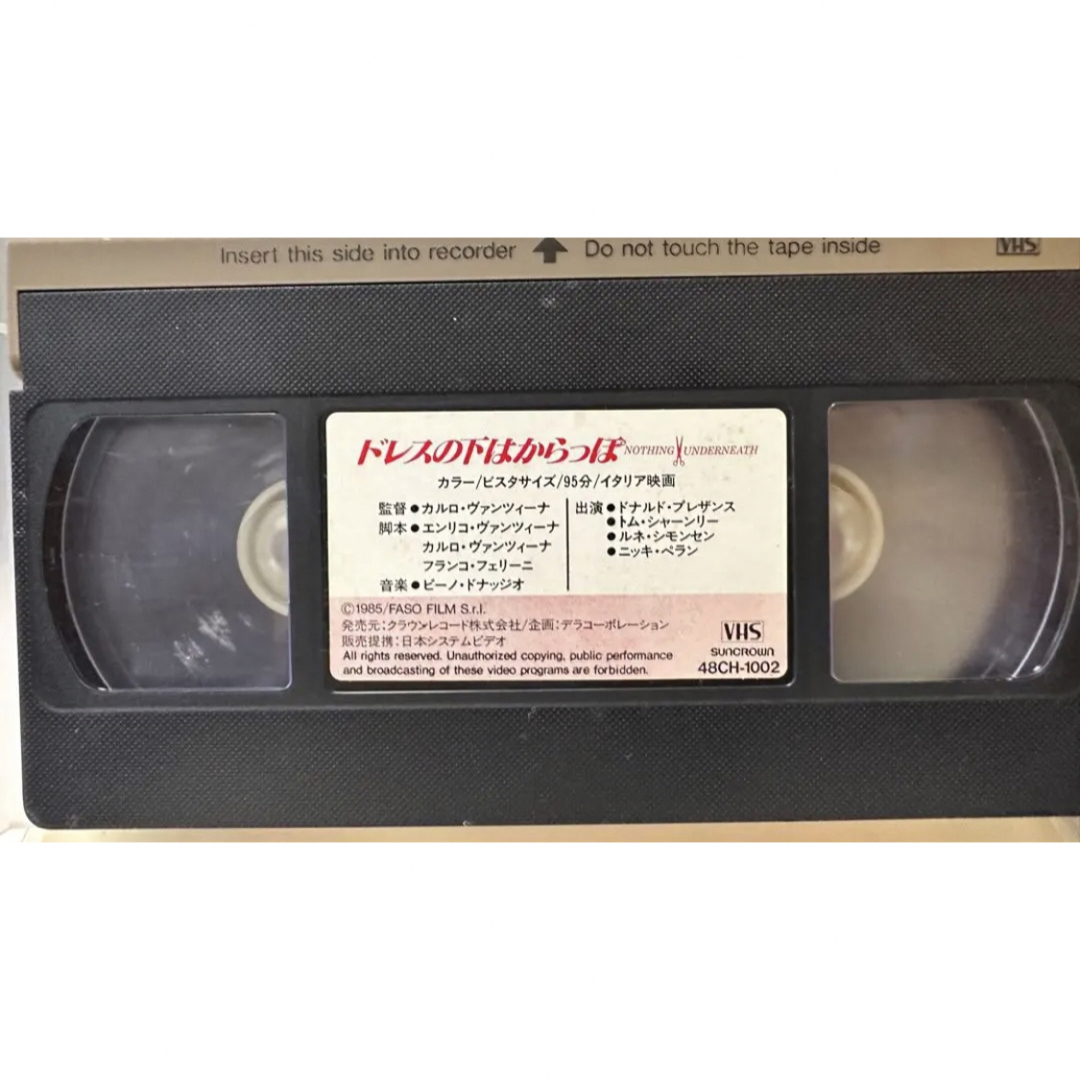 Insert this side into recorder Do not touch the tape inside VHS
ドレスの下はからっぽ NOTHING UNDERNEATH
カラー/ビスタサイズ/95分/イタリア映画
監督●カルロ・ヴァンツィーナ
脚本●エンリコ・ヴァンツィーナ
カルロ・ヴァンツィーナ
フランコ・フェリーニ
音楽●ピーノ・ドナッジオ
出演●ドナルド・プレザンス
●トム・シャーンリー
●ルネ・シモンセン
●ニッキ・ペラン
©1985/FASO FILM S.r.l.
発売元:クラウンレコード株式会社/企画:デラコーポレーション
販売提携:日本システムビデオ
All rights reserved. Unauthorized copying, public performance
and broadcasting of these video programs are forbidden.
VHS
SUNCROWN
48CH-1002